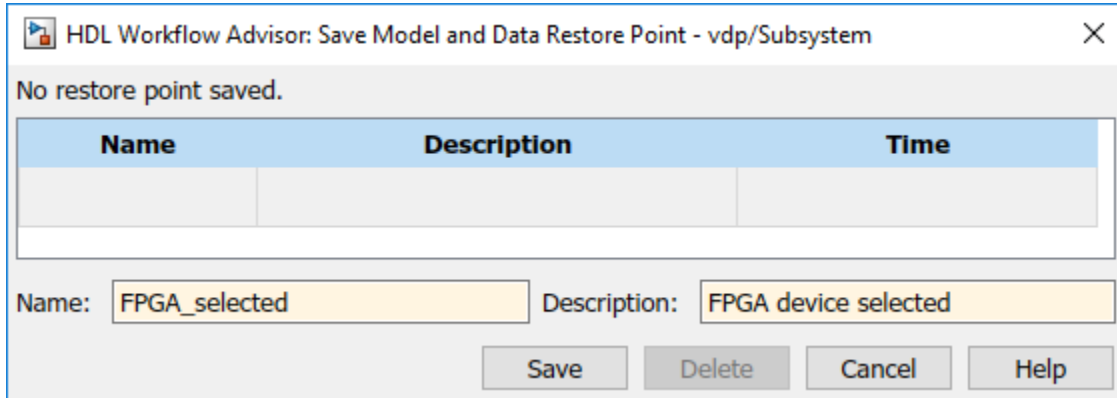 HDL Workflow Advisor: Save Model and Data Restore Point - vdp/Subsystem
No restore point saved.
Name Description Time
Name: FPGA_selected Description: FPGA device selected
Save Delete Cancel Help